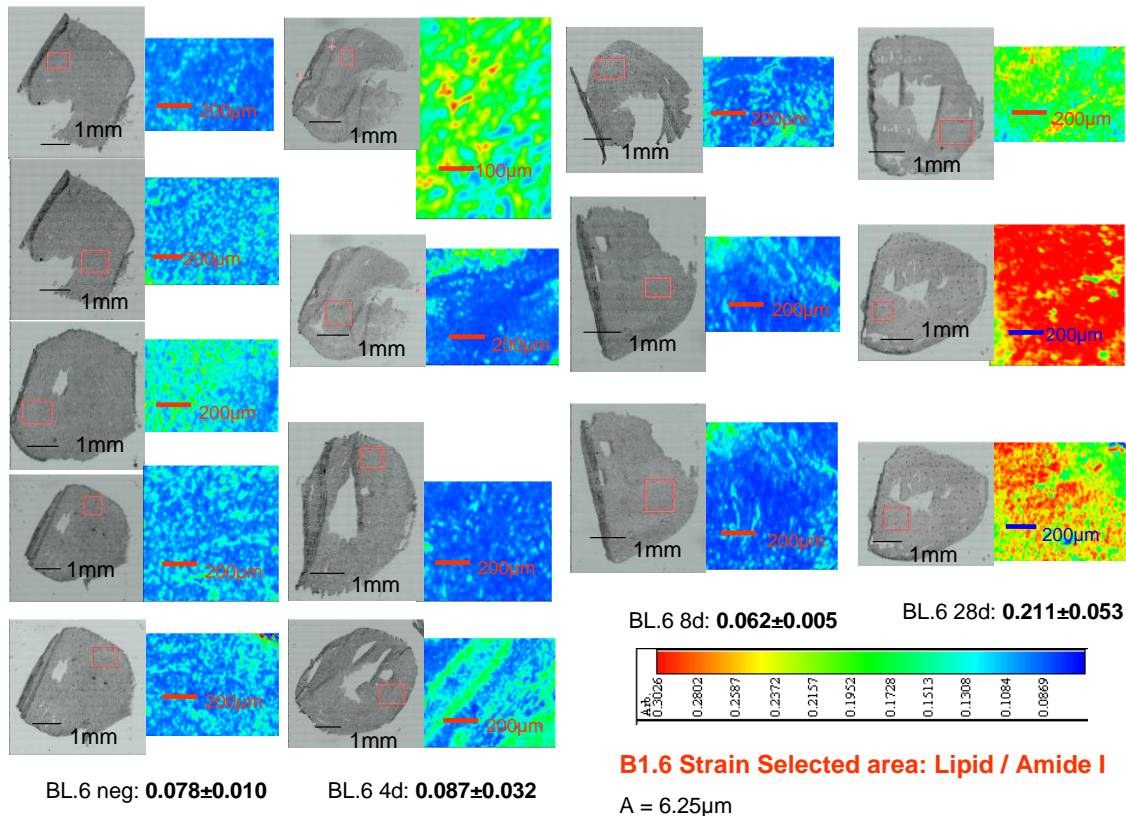 200µm
1mm
100µm
1mm
200µm
1mm
200µm
1mm
200µm
1mm
200µm
1mm
200µm
1mm
200µm
1mm
200µm
1mm
200µm
1mm
200µm
1mm
200µm
1mm
200µm
1mm
200µm
1mm
200µm
1mm
BL.6 8d: 0.062±0.005
BL.6 28d: 0.211±0.053
0.3026
0.2802
0.2587
0.2372
0.2157
0.1952
0.1728
0.1513
0.1308
0.1084
0.0869
B1.6 Strain Selected area: Lipid / Amide I
BL.6 neg: 0.078±0.010
BL.6 4d: 0.087±0.032
A = 6.25µm